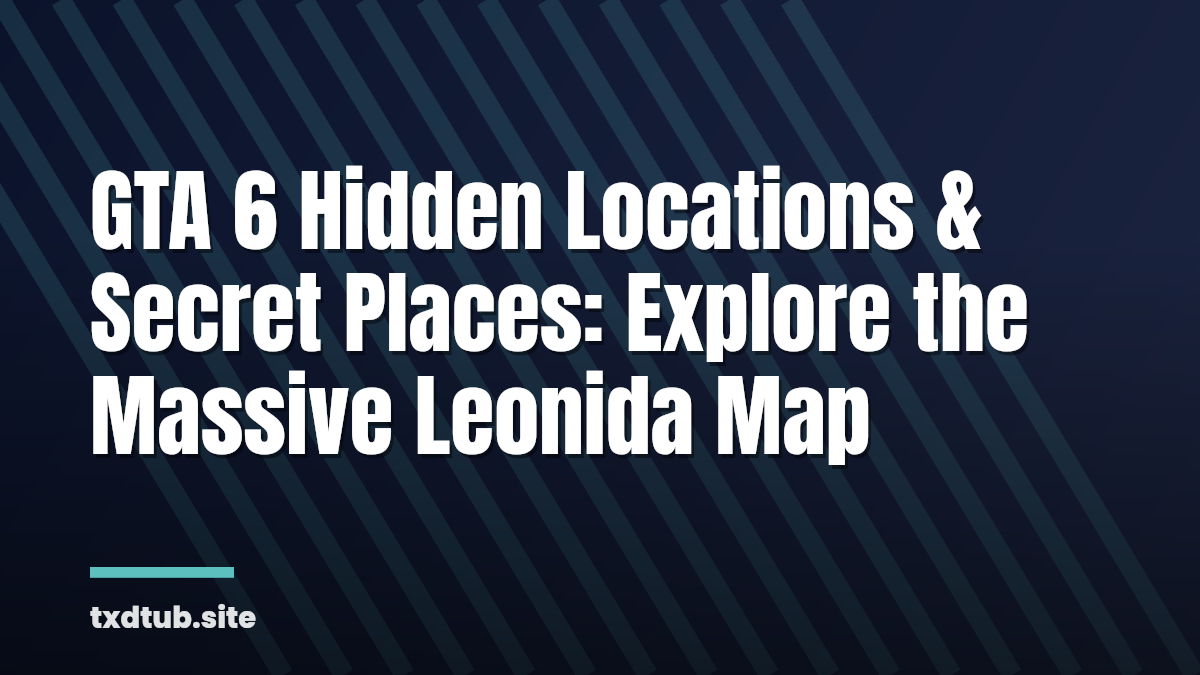 GTA 6 Hidden Locations &
Secret Places: Explore the
Massive Leonida Map
txdtub.site